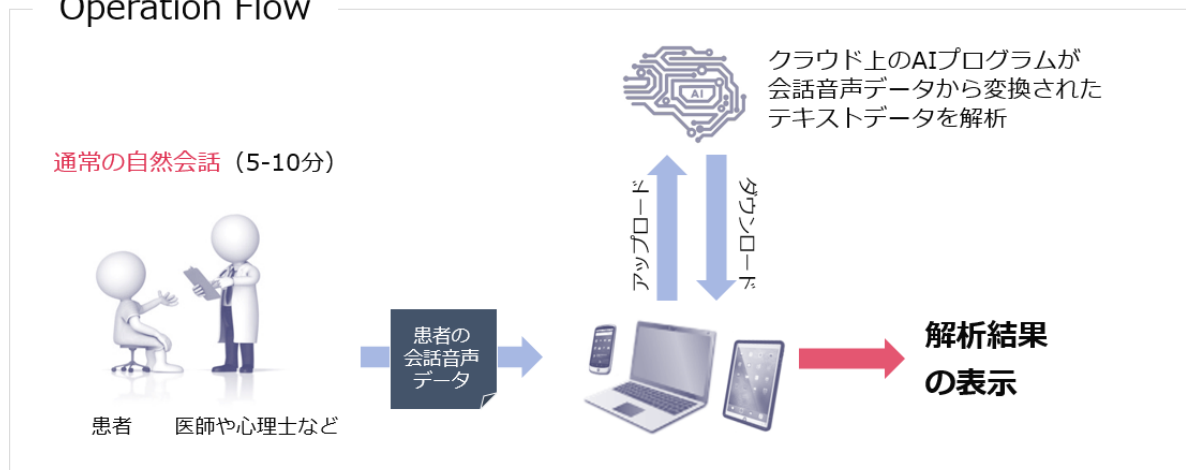 Operation Flow
クラウド上のAIプログラムが
会話音声データから変換された
テキストデータを解析
AI
通常の自然会話（5-10分）
アップロード
ダウンロード
患者の
会話音声
データ
解析結果
の表示
患者
医師や心理士など